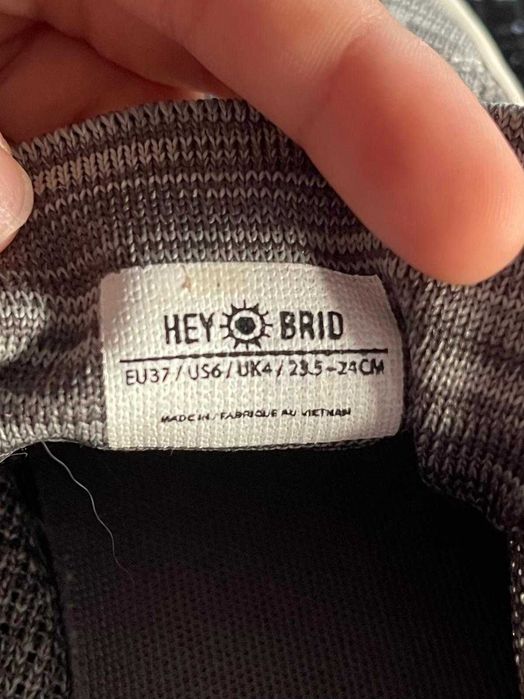 HEY BRID
EU37 / US6 / UK4 / 23.5-24CM
MADE IN / FABRIQUE AU VIETNAM